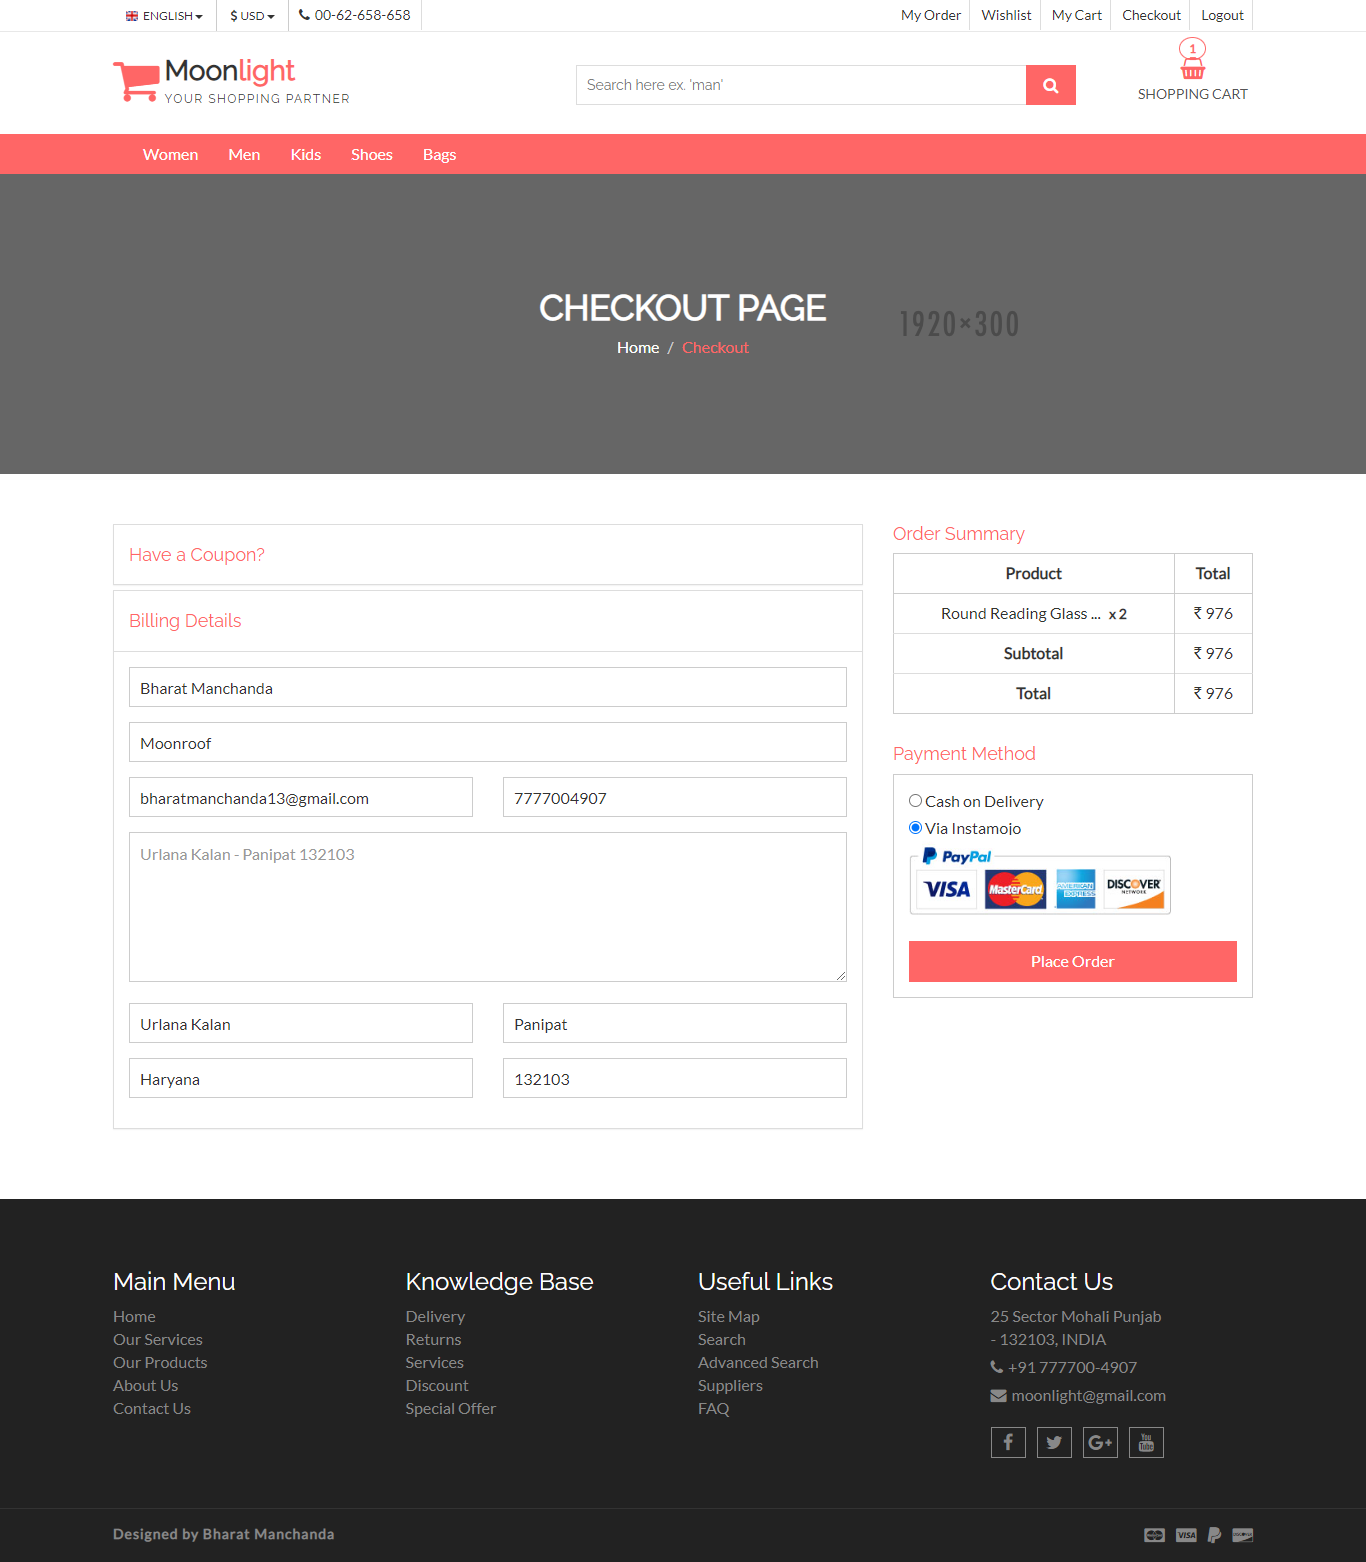 ENGLISH
$ USD
00-62-658-658
My Order
Wishlist
My Cart
Checkout
Logout
Moonlight
YOUR SHOPPING PARTNER
Search here ex. 'man'
1
SHOPPING CART
Women
Men
Kids
Shoes
Bags
CHECKOUT PAGE
Home / Checkout
1920×300
Have a Coupon?
Billing Details
Bharat Manchanda
Moonroof
bharatmanchanda13@gmail.com
7777004907
Urlana Kalan - Panipat 132103
Urlana Kalan
Panipat
Haryana
132103
Order Summary
Product Total
Round Reading Glass ... x 2 ₹ 976
Subtotal ₹ 976
Total ₹ 976
Payment Method
Cash on Delivery
Via Instamojo
PayPal
VISA
MasterCard
AMERICAN EXPRESS
DISCOVER
NETWORK
Place Order
Main Menu
Home
Our Services
Our Products
About Us
Contact Us
Knowledge Base
Delivery
Returns
Services
Discount
Special Offer
Useful Links
Site Map
Search
Advanced Search
Suppliers
FAQ
Contact Us
25 Sector Mohali Punjab
- 132103, INDIA
+91 777700-4907
moonlight@gmail.com
You
Tube
Designed by Bharat Manchanda
VISA